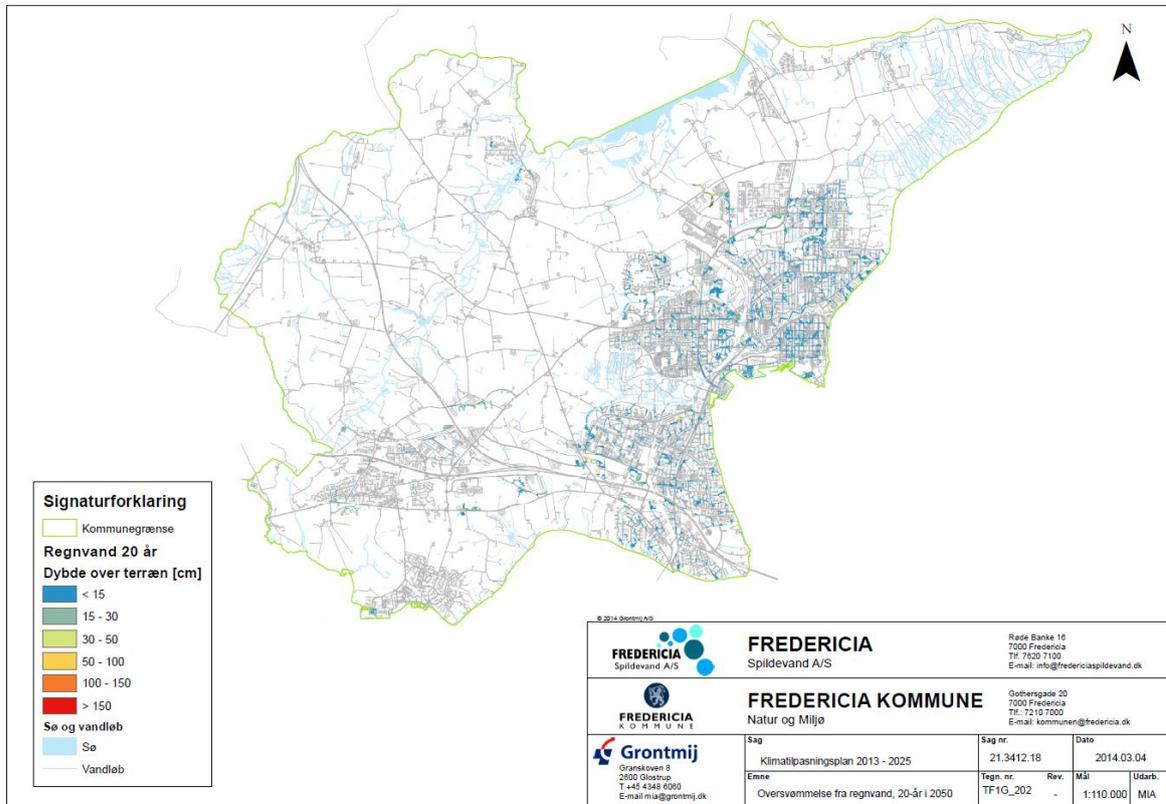 N
Signaturforklaring
Kommunegrænse
Regnvand 20 år
Dybde over terræn [cm]
< 15
15 - 30
30 - 50
50 - 100
100 - 150
> 150
Sø og vandløb
Sø
Vandløb
© 2014 Grontmij A/S
FREDERICIA
Spildevand A/S
FREDERICIA
Spildevand A/S
Røde Banke 16
7000 Fredericia
Tlf. 7620 7100
E-mail: info@fredericiaspildevand.dk
FREDERICIA
KOMMUNE
FREDERICIA KOMMUNE
Natur og Miljø
Gothersgade 20
7000 Fredericia
Tlf.: 7210 7000
E-mail: kommunen@fredericia.dk
Grontmij
Granskoven 8
2600 Glostrup
T +45 4348 6060
E-mail mia@grontmij.dk
Sag
Klimatilpasningsplan 2013 - 2025
Sag nr.
21.3412.18
Dato
2014.03.04
Emne
Oversvømmelse fra regnvand, 20-år i 2050
Tegn. nr.
TF1G_202
Rev.
-
Mål
1:110.000
Udarb.
MIA